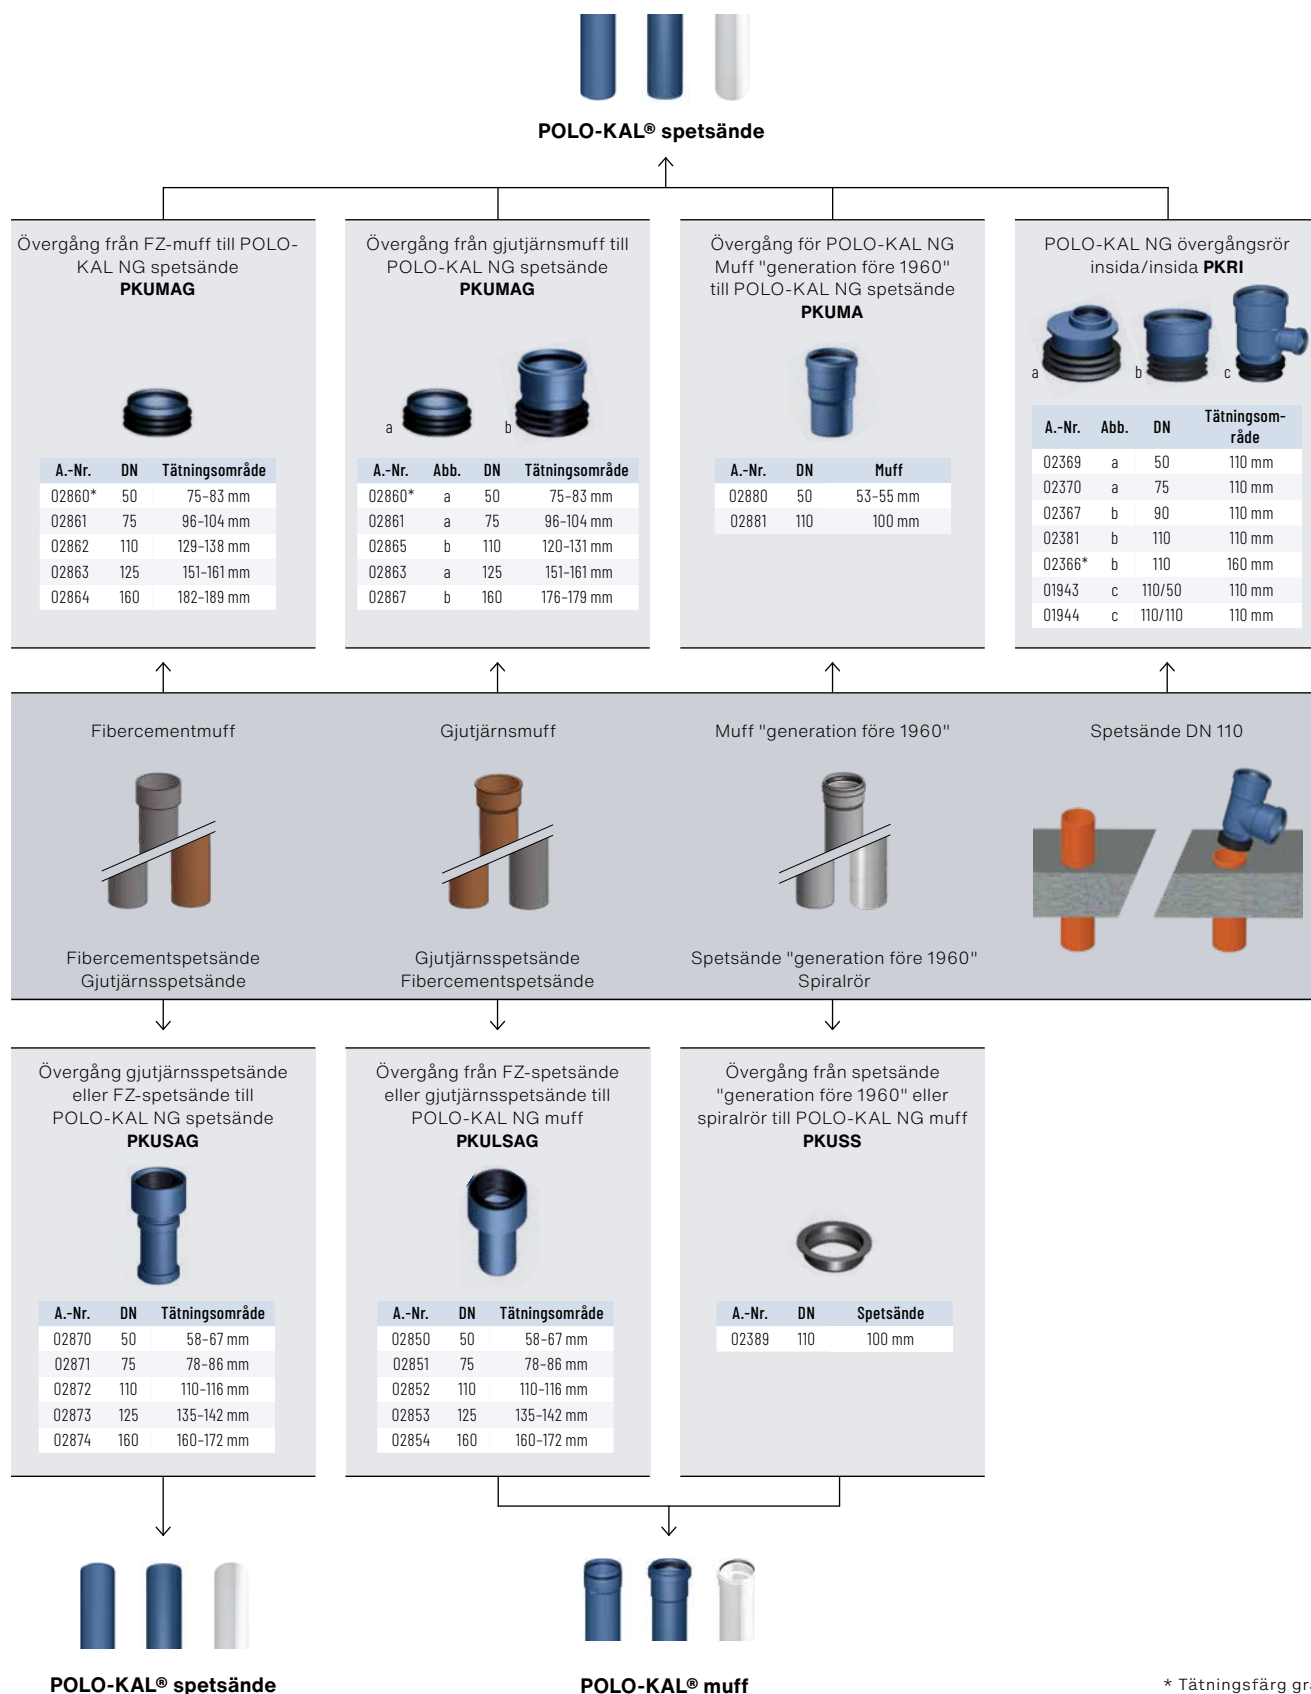 POLO-KAL® spetsände
Övergång från FZ-muff till POLO-
KAL NG spetsände
PKUMAG
A.-Nr. DN Tätningsområde
02860* 50 75–83 mm
02861 75 96–104 mm
02862 110 129–138 mm
02863 125 151–161 mm
02864 160 182–189 mm
Övergång från gjutjärnsmuff till
POLO-KAL NG spetsände
PKUMAG
a
b
A.-Nr. Abb. DN Tätningsområde
02860* a 50 75–83 mm
02861 a 75 96–104 mm
02865 b 110 120–131 mm
02863 a 125 151–161 mm
02867 b 160 176–179 mm
Övergång för POLO-KAL NG
Muff "generation före 1960"
till POLO-KAL NG spetsände
PKUMA
A.-Nr. DN Muff
02880 50 53–55 mm
02881 110 100 mm
POLO-KAL NG övergångsrör
insida/insida PKRI
a
b
c
A.-Nr. Abb. DN Tätningsom-
råde
02369 a 50 110 mm
02370 a 75 110 mm
02367 b 90 110 mm
02381 b 110 110 mm
02366* b 110 160 mm
01943 c 110/50 110 mm
01944 c 110/110 110 mm
Fibercementmuff
Gjutjärnsmuff
Muff "generation före 1960"
Spetsände DN 110
Fibercementspetsände
Gjutjärnsspetsände
Gjutjärnsspetsände
Fibercementspetsände
Spetsände "generation före 1960"
Spiralrör
Övergång gjutjärnsspetsände
eller FZ-spetsände till
POLO-KAL NG spetsände
PKUSAG
A.-Nr. DN Tätningsområde
02870 50 58–67 mm
02871 75 78–86 mm
02872 110 110–116 mm
02873 125 135–142 mm
02874 160 160–172 mm
Övergång från FZ-spetsände
eller gjutjärnsspetsände till
POLO-KAL NG muff
PKULSAG
A.-Nr. DN Tätningsområde
02850 50 58–67 mm
02851 75 78–86 mm
02852 110 110–116 mm
02853 125 135–142 mm
02854 160 160–172 mm
Övergång från spetsände
"generation före 1960" eller
spiralrör till POLO-KAL NG muff
PKUSS
A.-Nr. DN Spetsände
02389 110 100 mm
POLO-KAL® spetsände
POLO-KAL® muff
* Tätningsfärg